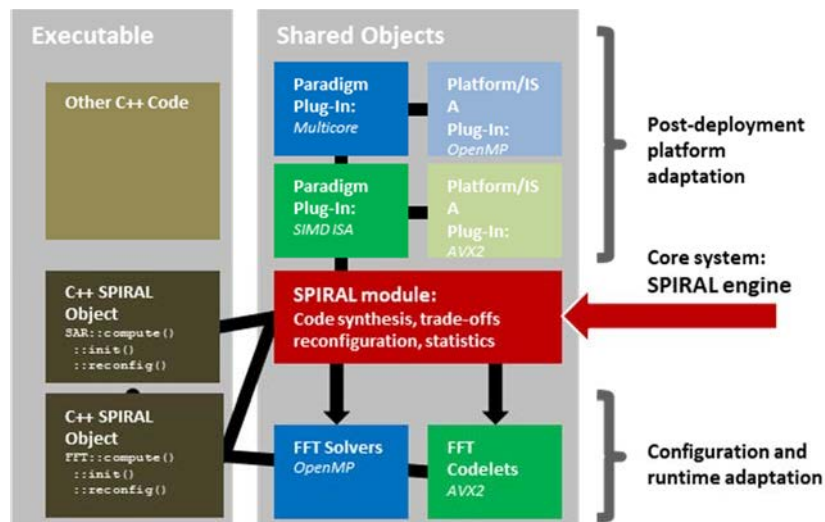 Executable
Shared Objects
Other C++ Code
Paradigm
Plug-In:
Multicore
Platform/IS
A
Plug-In:
OpenMP
Post-deployment
platform
adaptation
Paradigm
Plug-In:
SIMD ISA
Platform/IS
A
Plug-In:
AVX2
C++ SPIRAL
Object
SAR::compute()
::init()
::reconfig()
SPIRAL module:
Code synthesis, trade-offs
reconfiguration, statistics
Core system:
SPIRAL engine
C++ SPIRAL
Object
FFT::compute()
::init()
::reconfig()
FFT Solvers
OpenMP
FFT
Codelets
AVX2
Configuration and
runtime adaptation